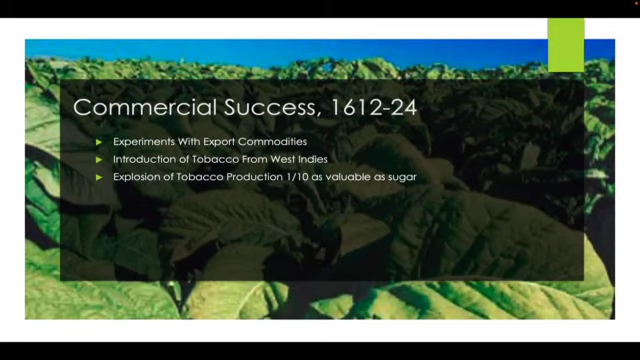 Commercial Success, 1612-24
Experiments With Export Commodities
Introduction of Tobacco From West Indies
Explosion of Tobacco Production 1/10 as valuable as sugar